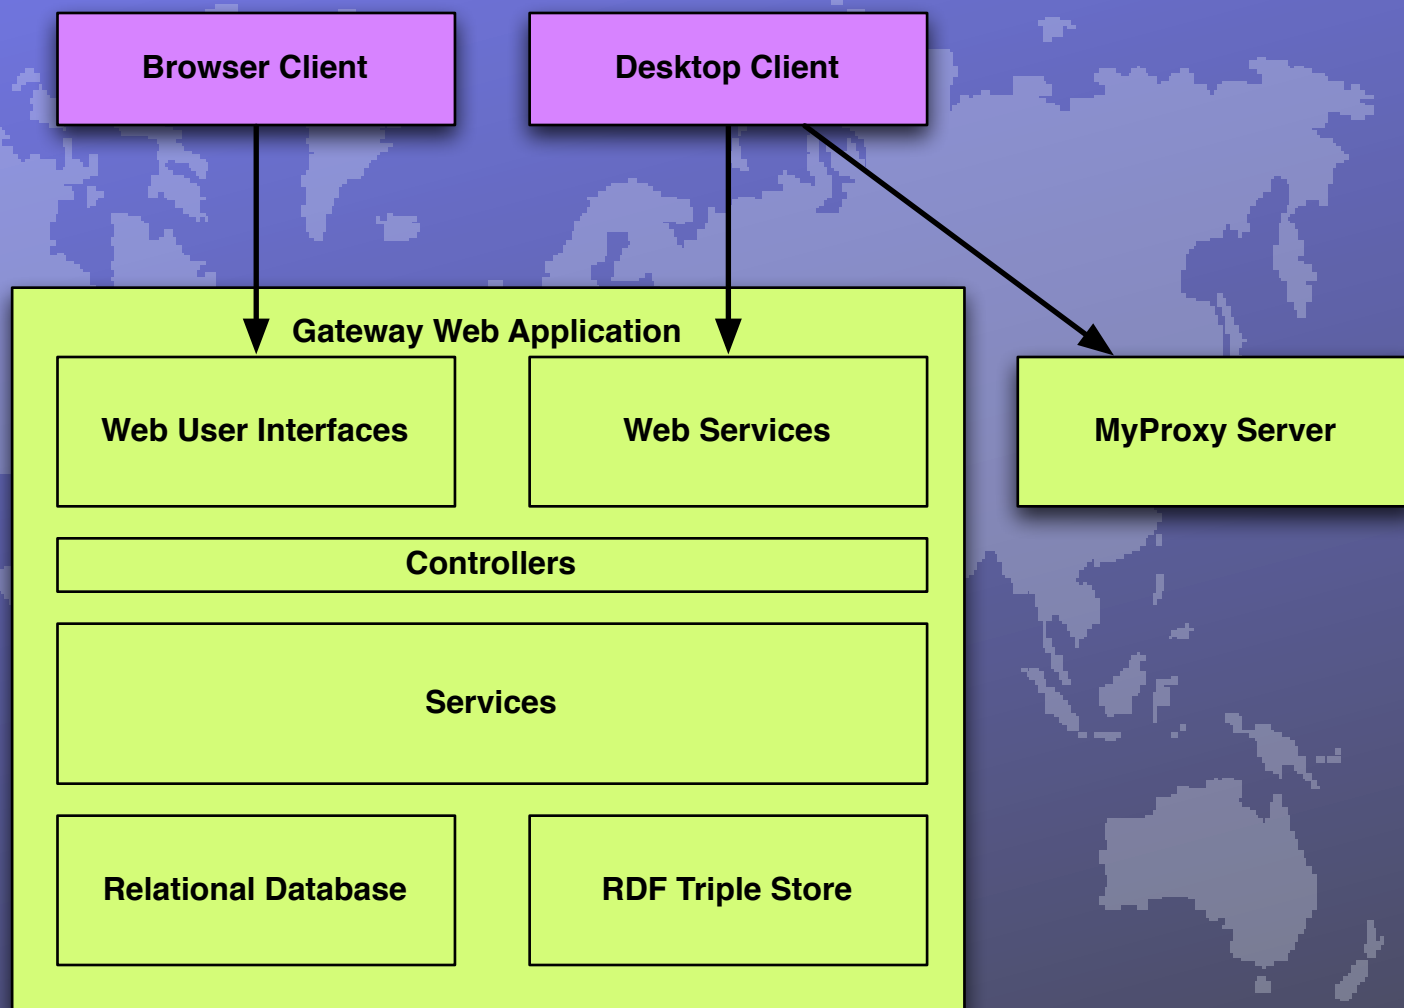 Browser Client
Desktop Client
Gateway Web Application
Web User Interfaces
Web Services
MyProxy Server
Controllers
Services
Relational Database
RDF Triple Store